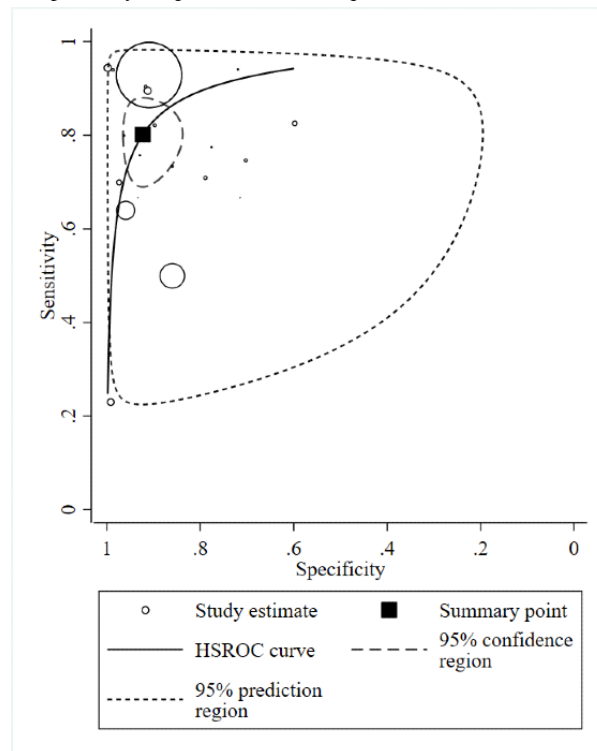 1
.8
.6
.4
.2
0
Sensitivity
1
.8
.6
.4
.2
0
Specificity
Study estimate
Summary point
HSROC curve
95% confidence
region
95% prediction
region